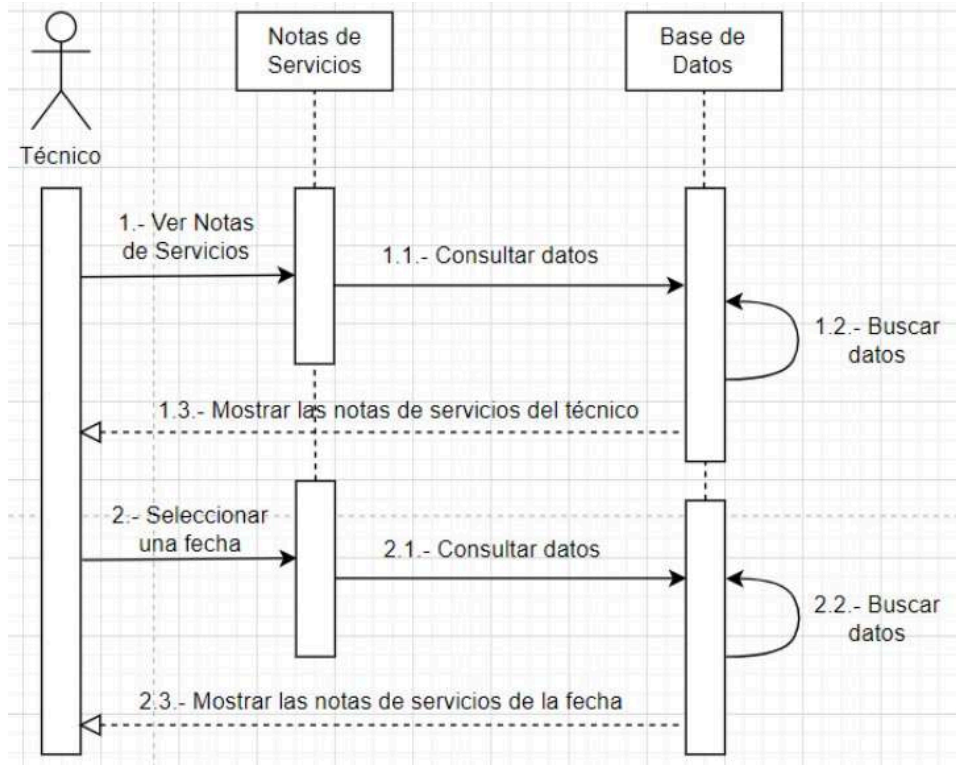 Notas de
Servicios
Base de
Datos
Técnico
1.- Ver Notas
de Servicios
1.1.- Consultar datos
1.2.- Buscar
datos
1.3.- Mostrar las notas de servicios del técnico
2.- Seleccionar
una fecha
2.1.- Consultar datos
2.2.- Buscar
datos
2.3.- Mostrar las notas de servicios de la fecha